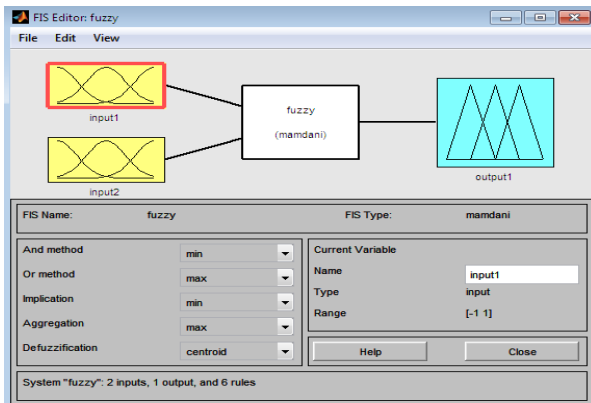 FIS Editor: fuzzy
File Edit View
input1
input2
fuzzy
(mamdani)
output1
FIS Name: fuzzy FIS Type: mamdani
And method min
Or method max
Implication min
Aggregation max
Defuzzification centroid
Current Variable
Name input1
Type input
Range [-1 1]
Help Close
System "fuzzy": 2 inputs, 1 output, and 6 rules